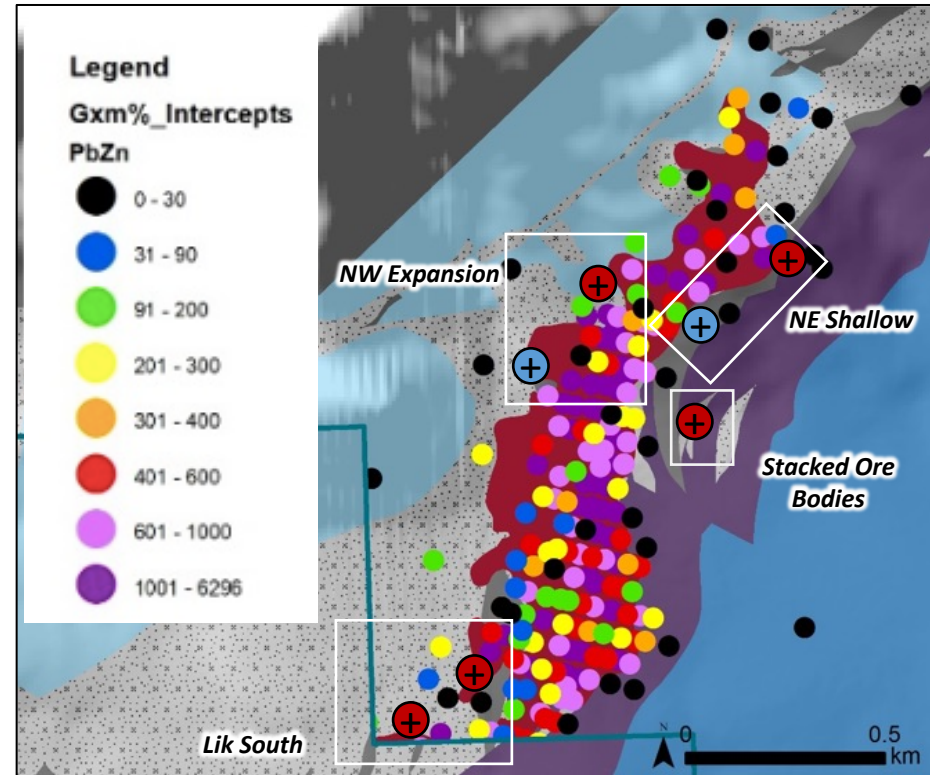 Legend
Gxm%_Intercepts
PbZn
0 - 30
31 - 90
91 - 200
201 - 300
301 - 400
401 - 600
601 - 1000
1001 - 6296
NW Expansion
NE Shallow
Stacked Ore
Bodies
Lik South
N
0 0.5
km